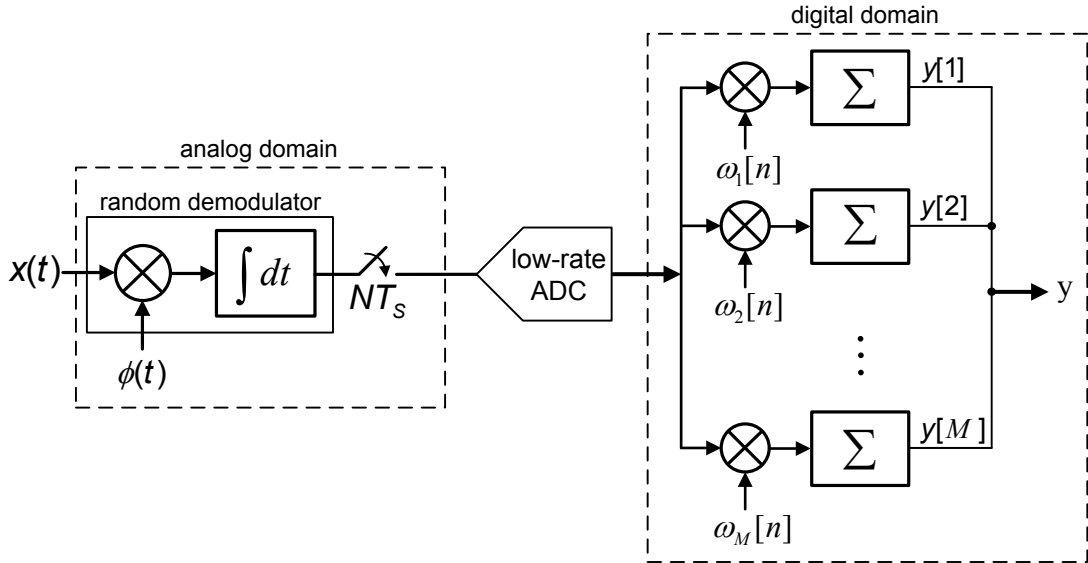 digital domain
analog domain
random demodulator
x(t)
∫ dt
NT_S
ϕ(t)
low-rate
ADC
Σ
y[1]
ω_1[n]
Σ
y[2]
ω_2[n]
Σ
y[M]
ω_M[n]
y